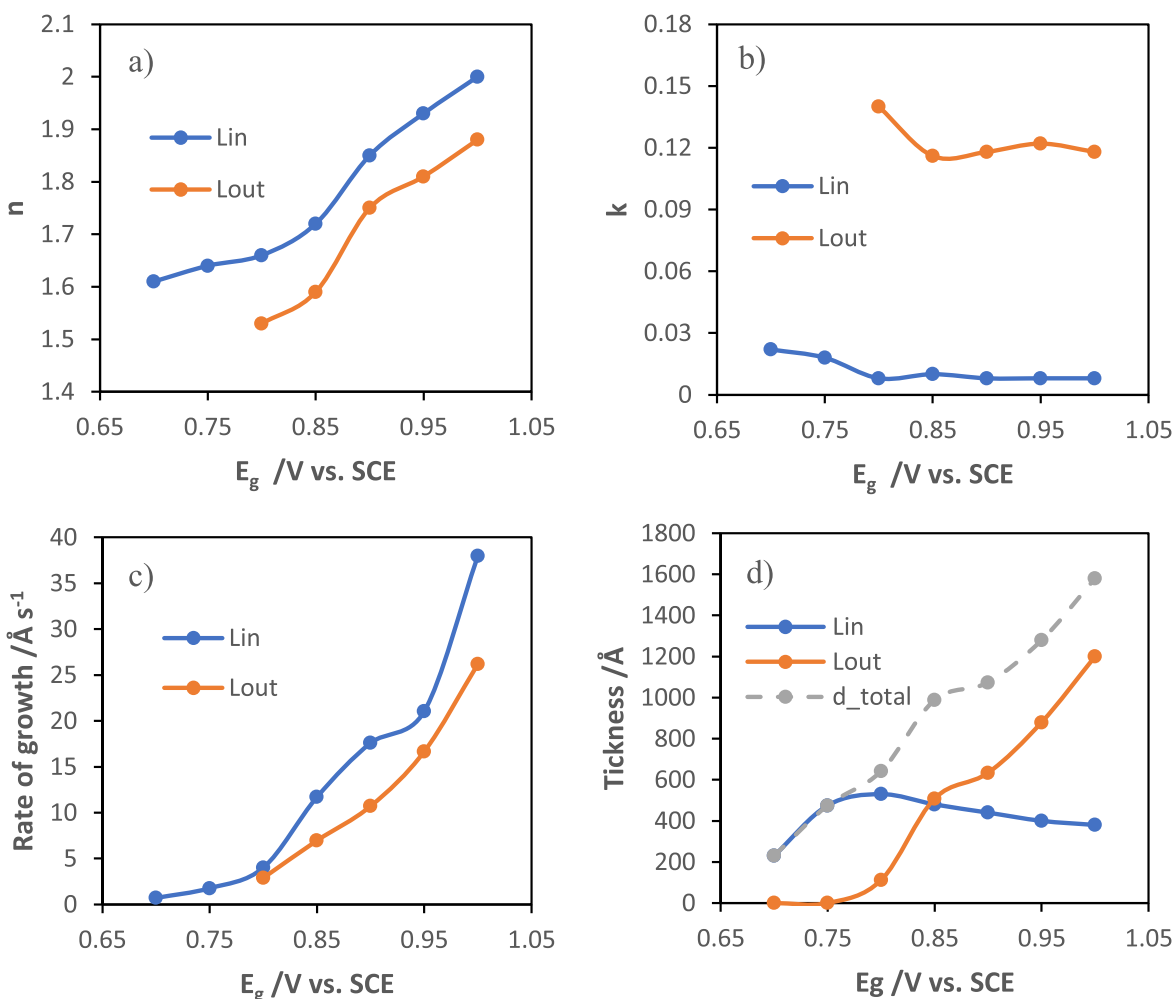 a)
n
2.1
2
1.9
1.8
1.7
1.6
1.5
1.4
Lin
Lout
0.65 0.75 0.85 0.95 1.05
E_g /V vs. SCE
b)
k
0.18
0.15
0.12
0.09
0.06
0.03
0
Lin
Lout
0.65 0.75 0.85 0.95 1.05
E_g /V vs. SCE
c)
Rate of growth /Å s⁻¹
40
35
30
25
20
15
10
5
0
Lin
Lout
0.65 0.75 0.85 0.95 1.05
E_g /V vs. SCE
d)
Tickness /Å
1800
1600
1400
1200
1000
800
600
400
200
0
Lin
Lout
d_total
0.65 0.75 0.85 0.95 1.05
Eg /V vs. SCE